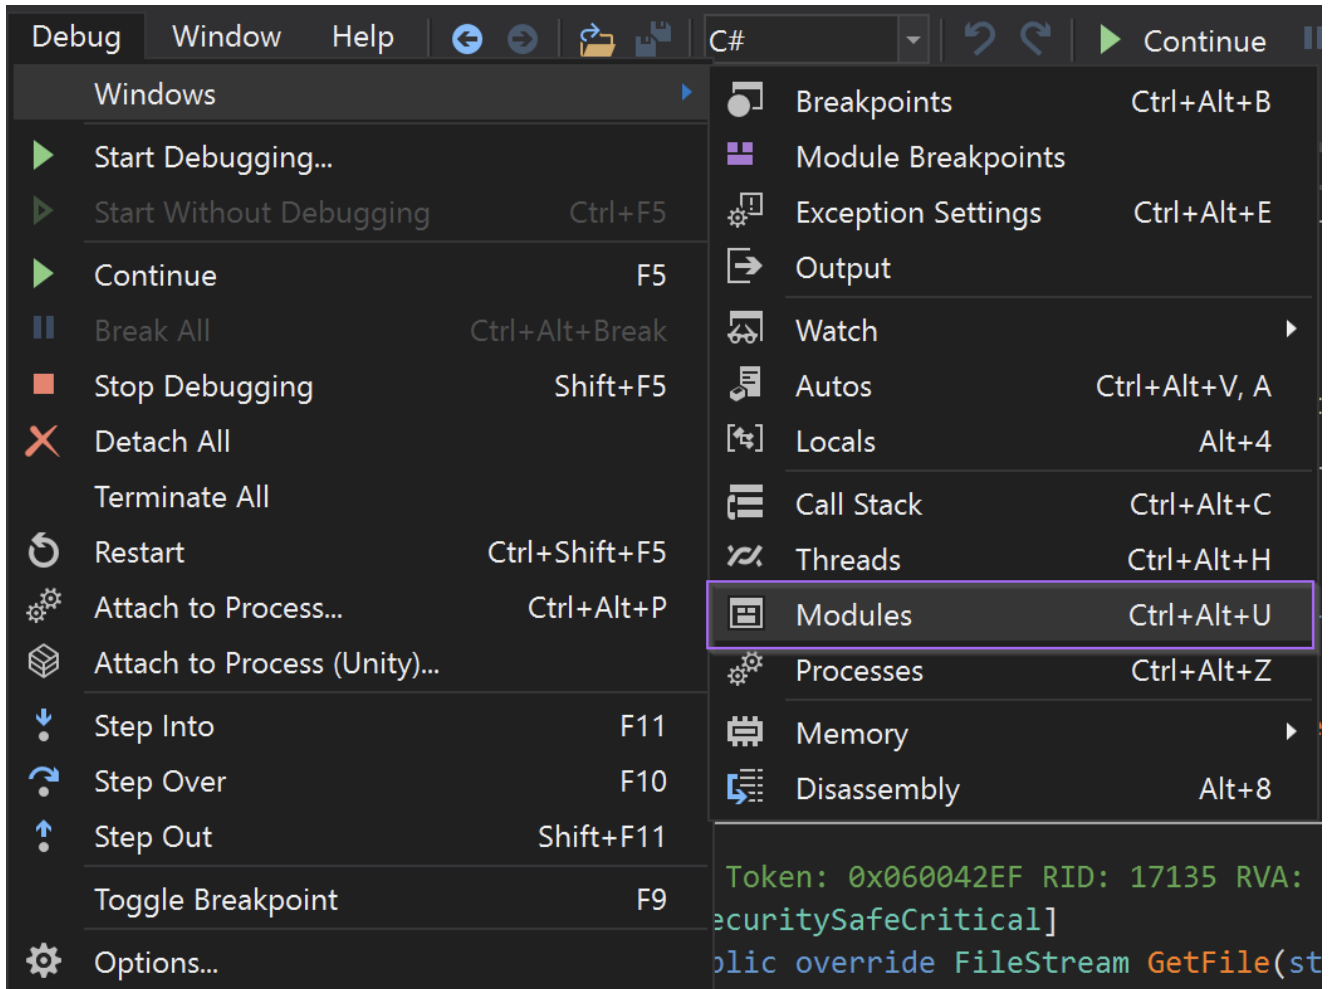 Debug Window Help C# Continue
Windows
Start Debugging...
Start Without Debugging Ctrl+F5
Continue F5
Break All Ctrl+Alt+Break
Stop Debugging Shift+F5
Detach All
Terminate All
Restart Ctrl+Shift+F5
Attach to Process... Ctrl+Alt+P
Attach to Process (Unity)...
Step Into F11
Step Over F10
Step Out Shift+F11
Toggle Breakpoint F9
Options...
Breakpoints Ctrl+Alt+B
Module Breakpoints
Exception Settings Ctrl+Alt+E
Output
Watch
Autos Ctrl+Alt+V, A
Locals Alt+4
Call Stack Ctrl+Alt+C
Threads Ctrl+Alt+H
Modules Ctrl+Alt+U
Processes Ctrl+Alt+Z
Memory
Disassembly Alt+8
Token: 0x060042EF RID: 17135 RVA:
ecuritySafeCritical]
blic override FileStream GetFile(st